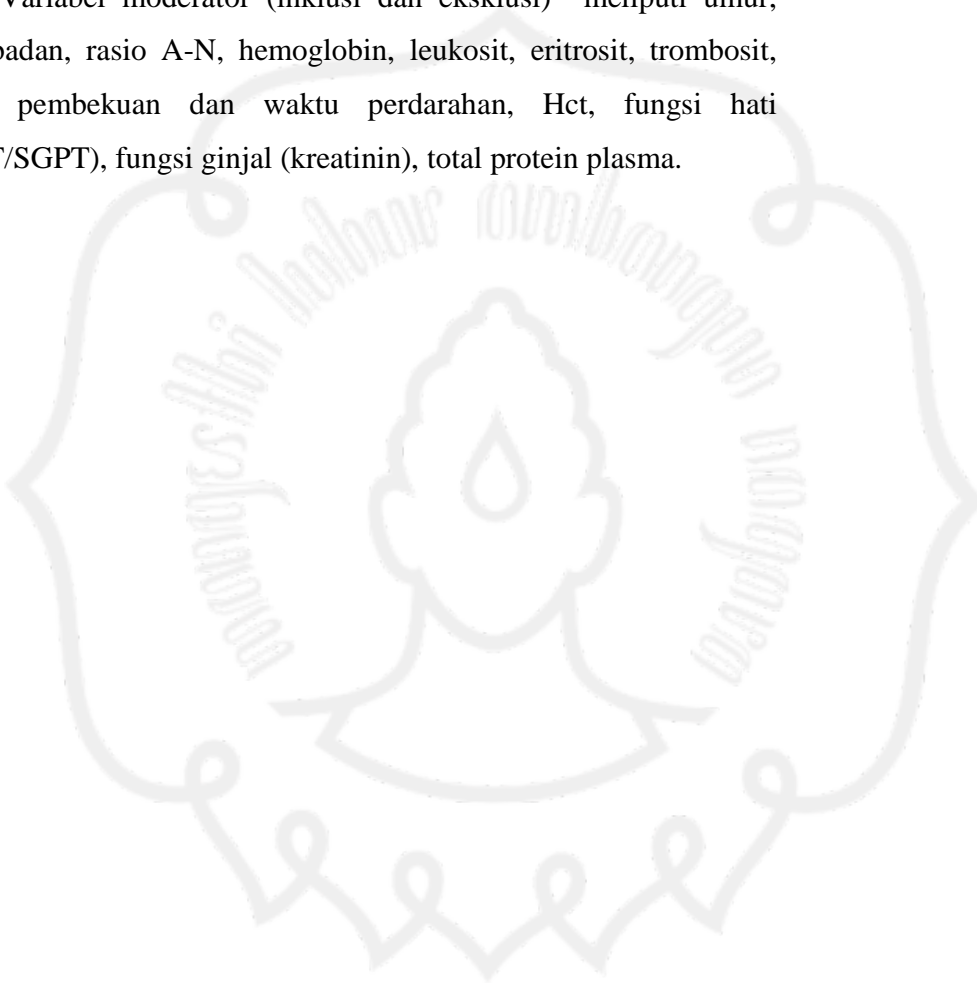 Variabel moderator (inklusi dan eksklusi) meliputi umur,
badan, rasio A-N, hemoglobin, leukosit, eritrosit, trombosit,
pembekuan dan waktu perdarahan, Hct, fungsi hati
/SGPT), fungsi ginjal (kreatinin), total protein plasma.